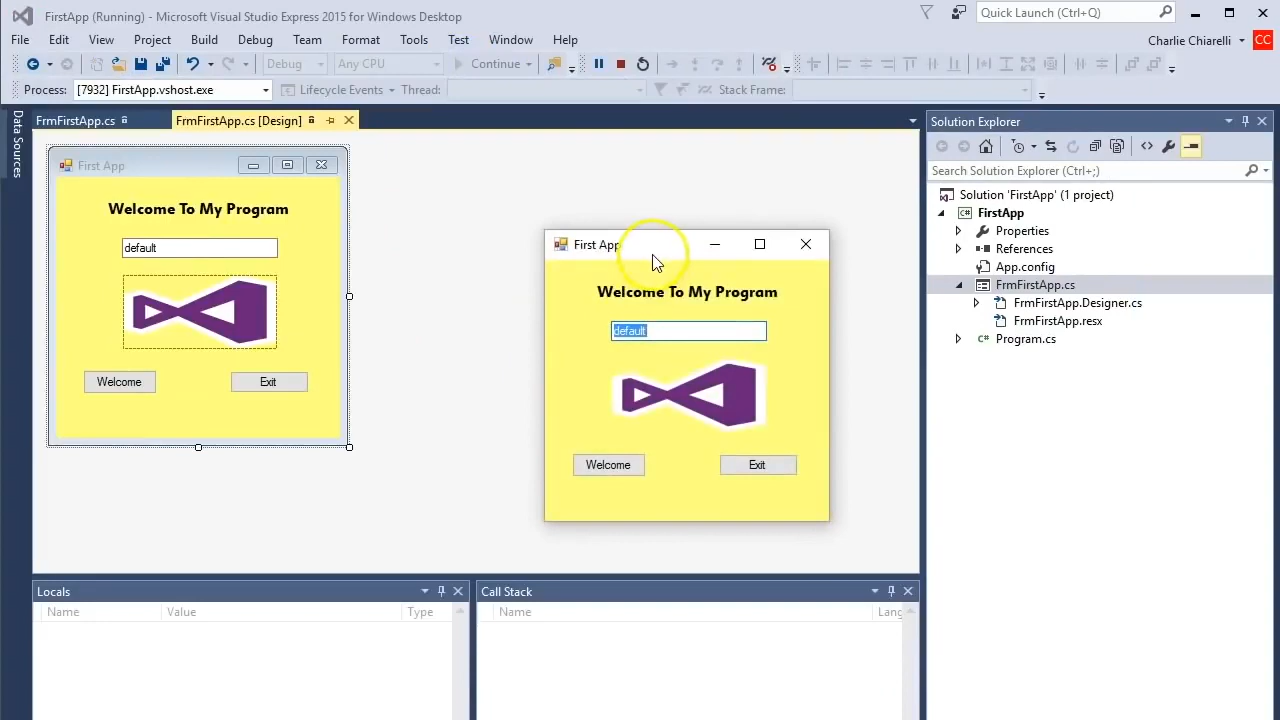 FirstApp (Running) - Microsoft Visual Studio Express 2015 for Windows Desktop
Quick Launch (Ctrl+Q)
File Edit View Project Build Debug Team Format Tools Test Window Help
Charlie Chiarelli CC
Debug Any CPU Continue
Process: [7932] FirstApp.vshost.exe Lifecycle Events Thread: Stack Frame:
Data Sources
FrmFirstApp.cs
FrmFirstApp.cs [Design]
First App
Welcome To My Program
default
Welcome Exit
First App
Welcome To My Program
default
Welcome Exit
Solution Explorer
Search Solution Explorer (Ctrl+;)
Solution 'FirstApp' (1 project)
FirstApp
Properties
References
App.config
FrmFirstApp.cs
FrmFirstApp.Designer.cs
FrmFirstApp.resx
Program.cs
Locals
Name Value Type
Call Stack
Name Lang